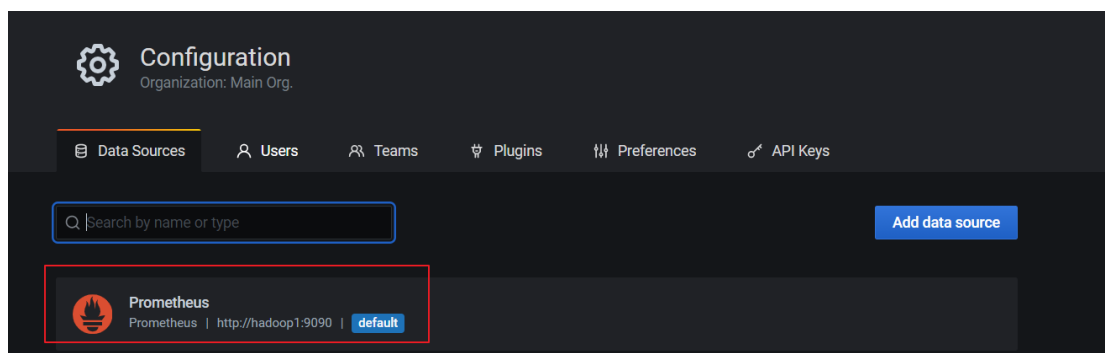 Configuration
Organization: Main Org.
Data Sources Users Teams Plugins Preferences API Keys
Search by name or type Add data source
Prometheus
Prometheus | http://hadoop1:9090 | default